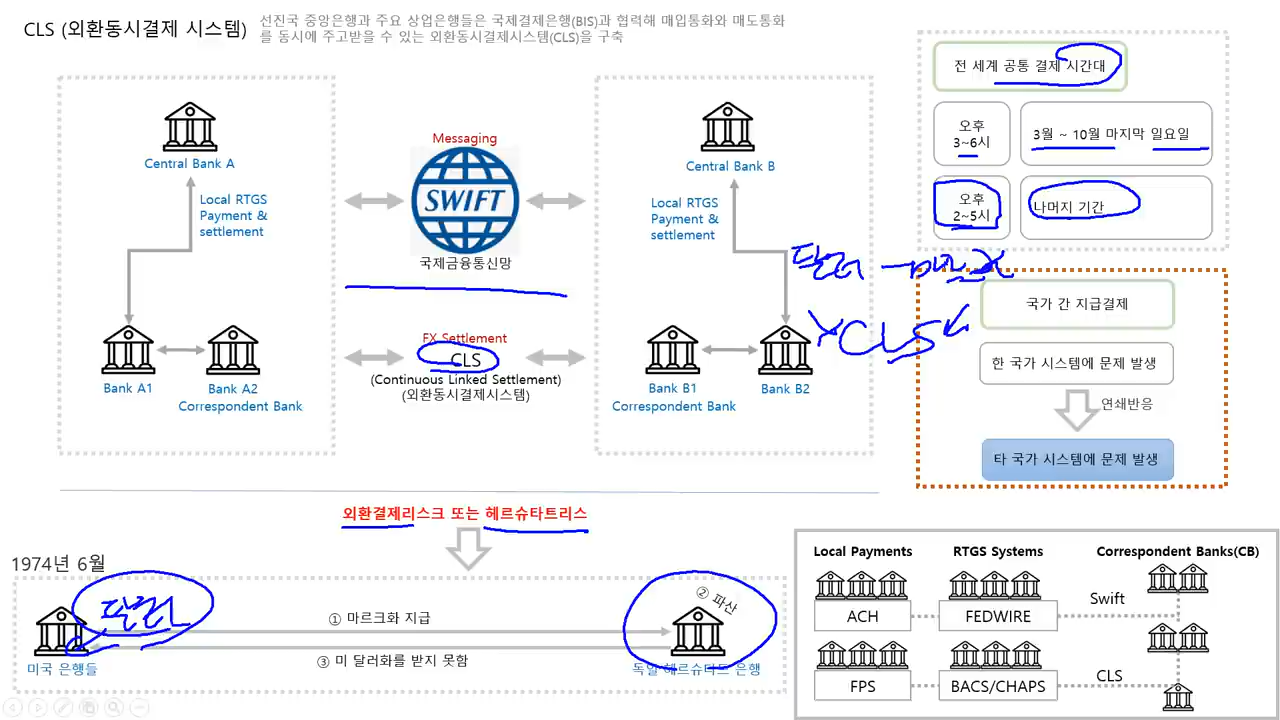 CLS (외환동시결제 시스템)
선진국 중앙은행과 주요 상업은행들은 국제결제은행(BIS)과 협력해 매입통화와 매도통화
를 동시에 주고받을 수 있는 외환동시결제시스템(CLS)을 구축
Central Bank A
Local RTGS
Payment &
settlement
Bank A1
Bank A2
Correspondent Bank
Messaging
SWIFT
국제금융통신망
FX Settlement
CLS
(Continuous Linked Settlement)
(외환동시결제시스템)
Central Bank B
Local RTGS
Payment &
settlement
Bank B1
Correspondent Bank
Bank B2
달러
CLS
전 세계 공통 결제 시간대
오후
3~6시
3월 ~ 10월 마지막 일요일
오후
2~5시
나머지 기간
국가 간 지급결제
한 국가 시스템에 문제 발생
연쇄반응
타 국가 시스템에 문제 발생
외환결제리스크 또는 헤르슈타트리스
1974년 6월
달러
미국 은행들
① 마르크화 지급
③ 미 달러화를 받지 못함
② 파산
독일 헤르슈타트 은행
Local Payments
RTGS Systems
Correspondent Banks(CB)
ACH
FEDWIRE
Swift
FPS
BACS/CHAPS
CLS